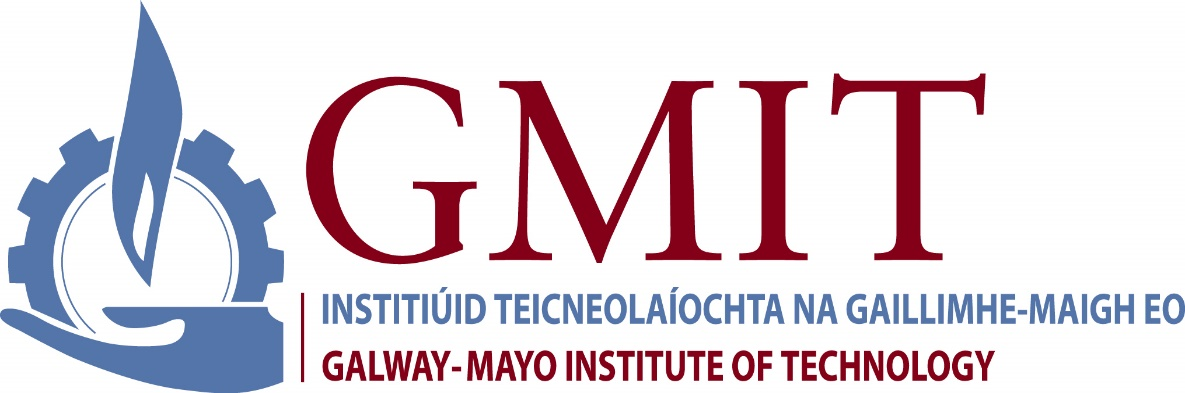 GMIT
INSTITIÚID TEICNEOLAÍOCHTA NA GAILLIMHE-MAIGH EO
GALWAY-MAYO INSTITUTE OF TECHNOLOGY